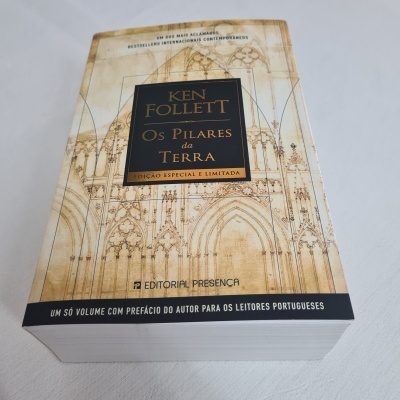 UM DOS MAIS ACLAMADOS
BESTSELLERS INTERNACIONAIS CONTEMPORÂNEOS
KEN
FOLLETT
OS PILARES
da
TERRA
EDIÇÃO ESPECIAL E LIMITADA
EDITORIAL PRESENÇA
UM SÓ VOLUME COM PREFÁCIO DO AUTOR PARA OS LEITORES PORTUGUESES